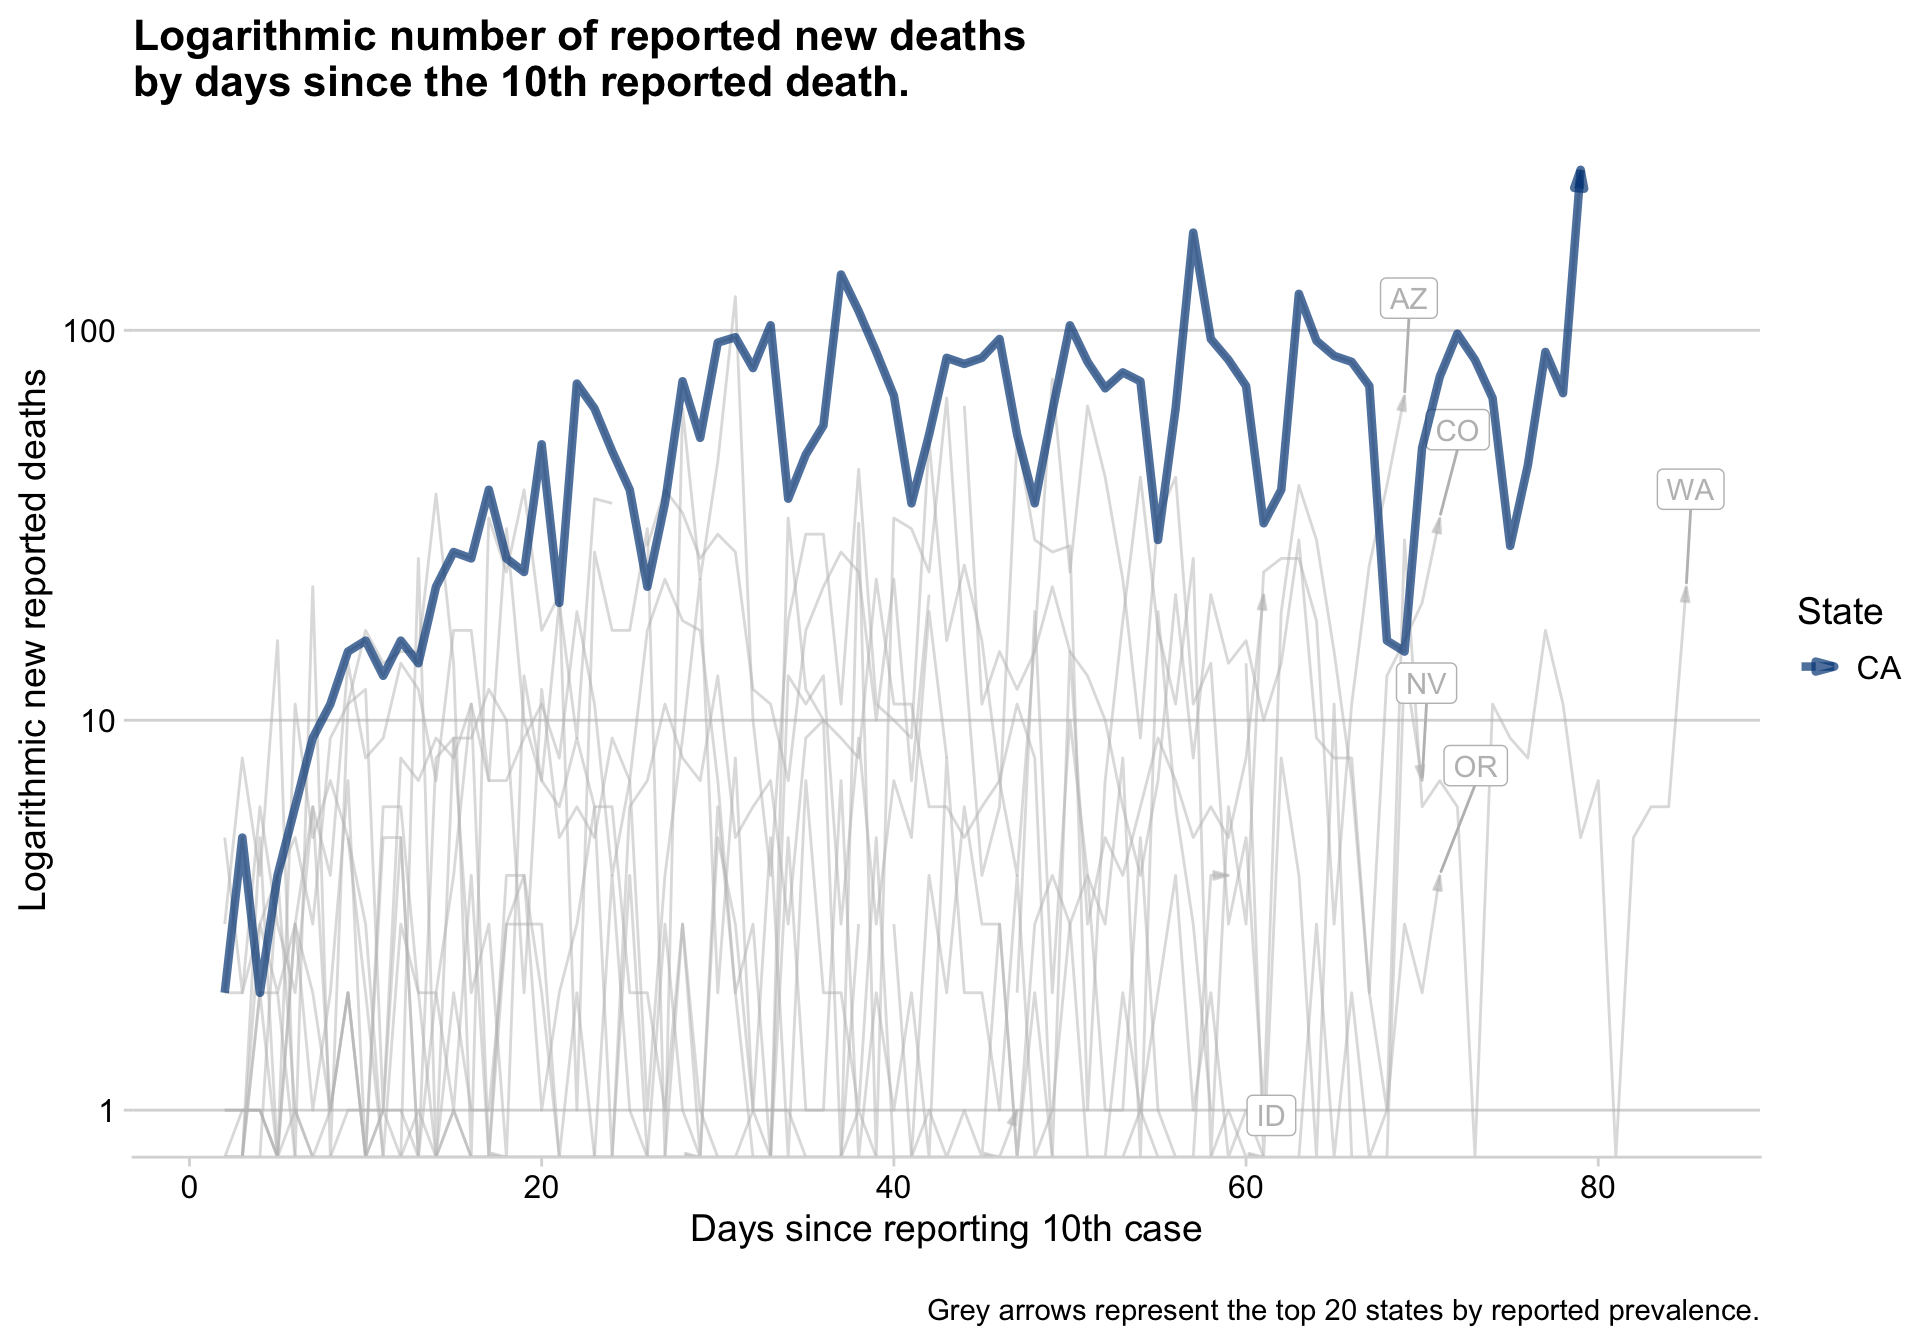 Logarithmic number of reported new deaths
by days since the 10th reported death.
Logarithmic new reported deaths
100
10
1
AZ
CO
WA
NV
OR
ID
State
CA
0 20 40 60 80
Days since reporting 10th case
Grey arrows represent the top 20 states by reported prevalence.